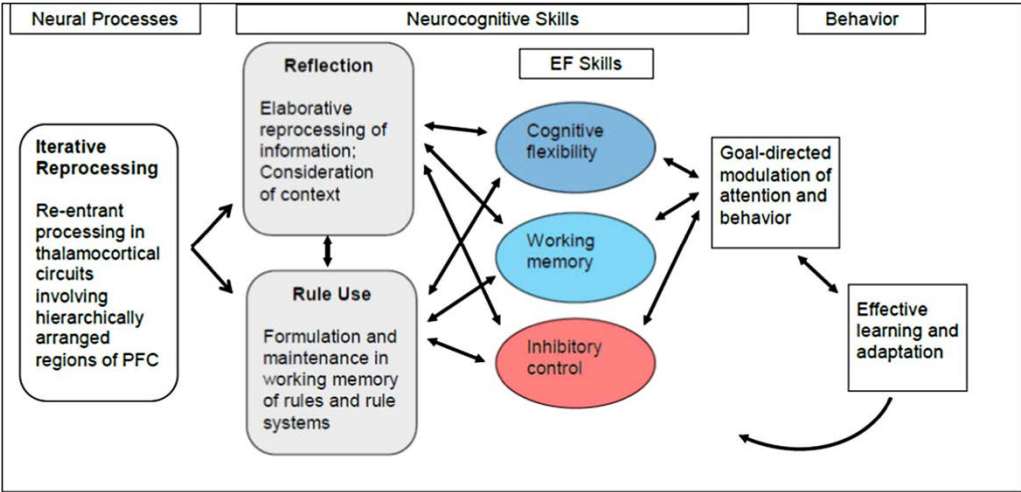 Neural Processes
Neurocognitive Skills
Behavior
EF Skills
Iterative
Reprocessing
Re-entrant
processing in
thalamocortical
circuits
involving
hierarchically
arranged
regions of PFC
Reflection
Elaborative
reprocessing of
information;
Consideration
of context
Rule Use
Formulation and
maintenance in
working memory
of rules and rule
systems
Cognitive
flexibility
Working
memory
Inhibitory
control
Goal-directed
modulation of
attention and
behavior
Effective
learning and
adaptation